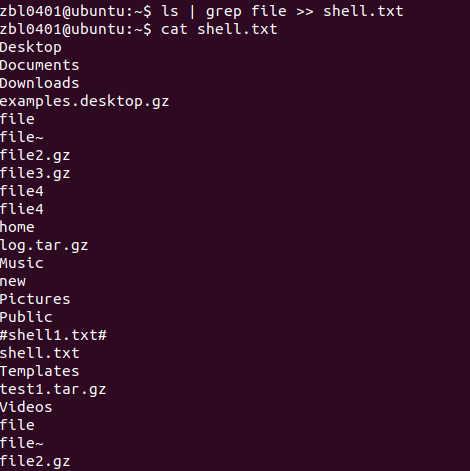 zbl0401@ubuntu:~$ ls | grep file >> shell.txt
zbl0401@ubuntu:~$ cat shell.txt
Desktop
Documents
Downloads
examples.desktop.gz
file
file~
file2.gz
file3.gz
file4
flie4
home
log.tar.gz
Music
new
Pictures
Public
#shell1.txt#
shell.txt
Templates
test1.tar.gz
Videos
file
file~
file2.gz